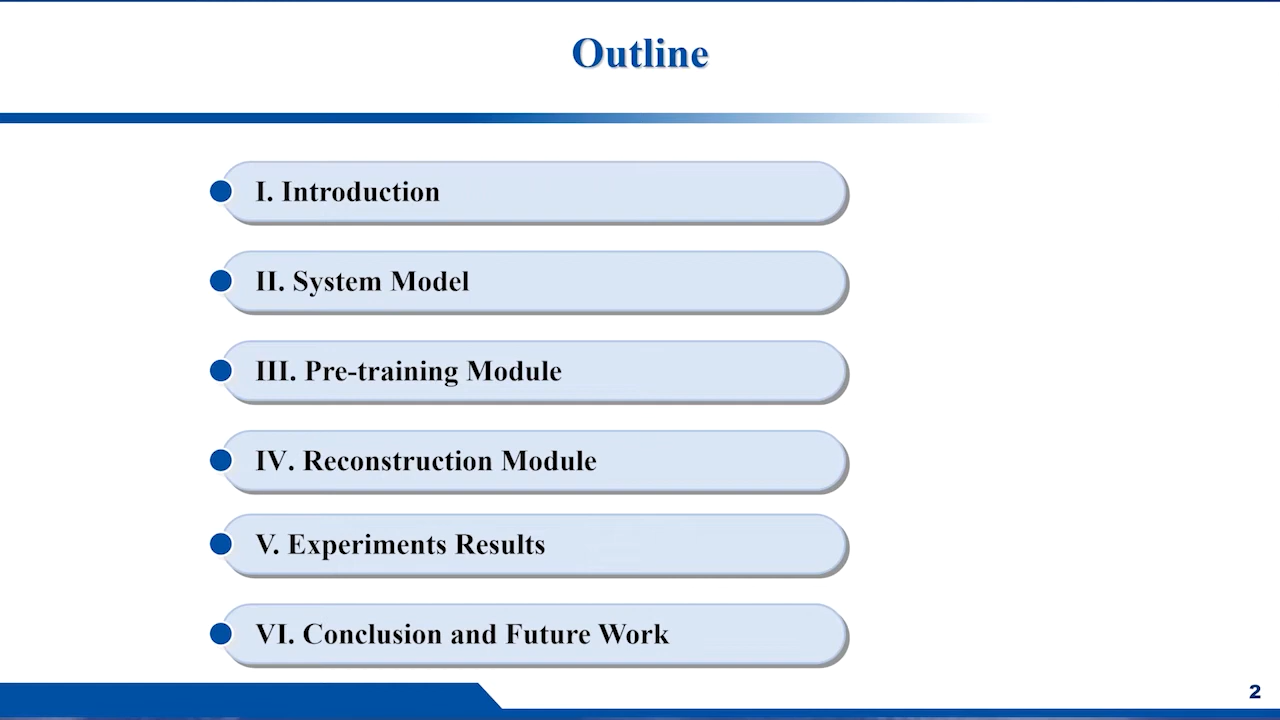 Outline
I. Introduction
II. System Model
III. Pre-training Module
IV. Reconstruction Module
V. Experiments Results
VI. Conclusion and Future Work
2